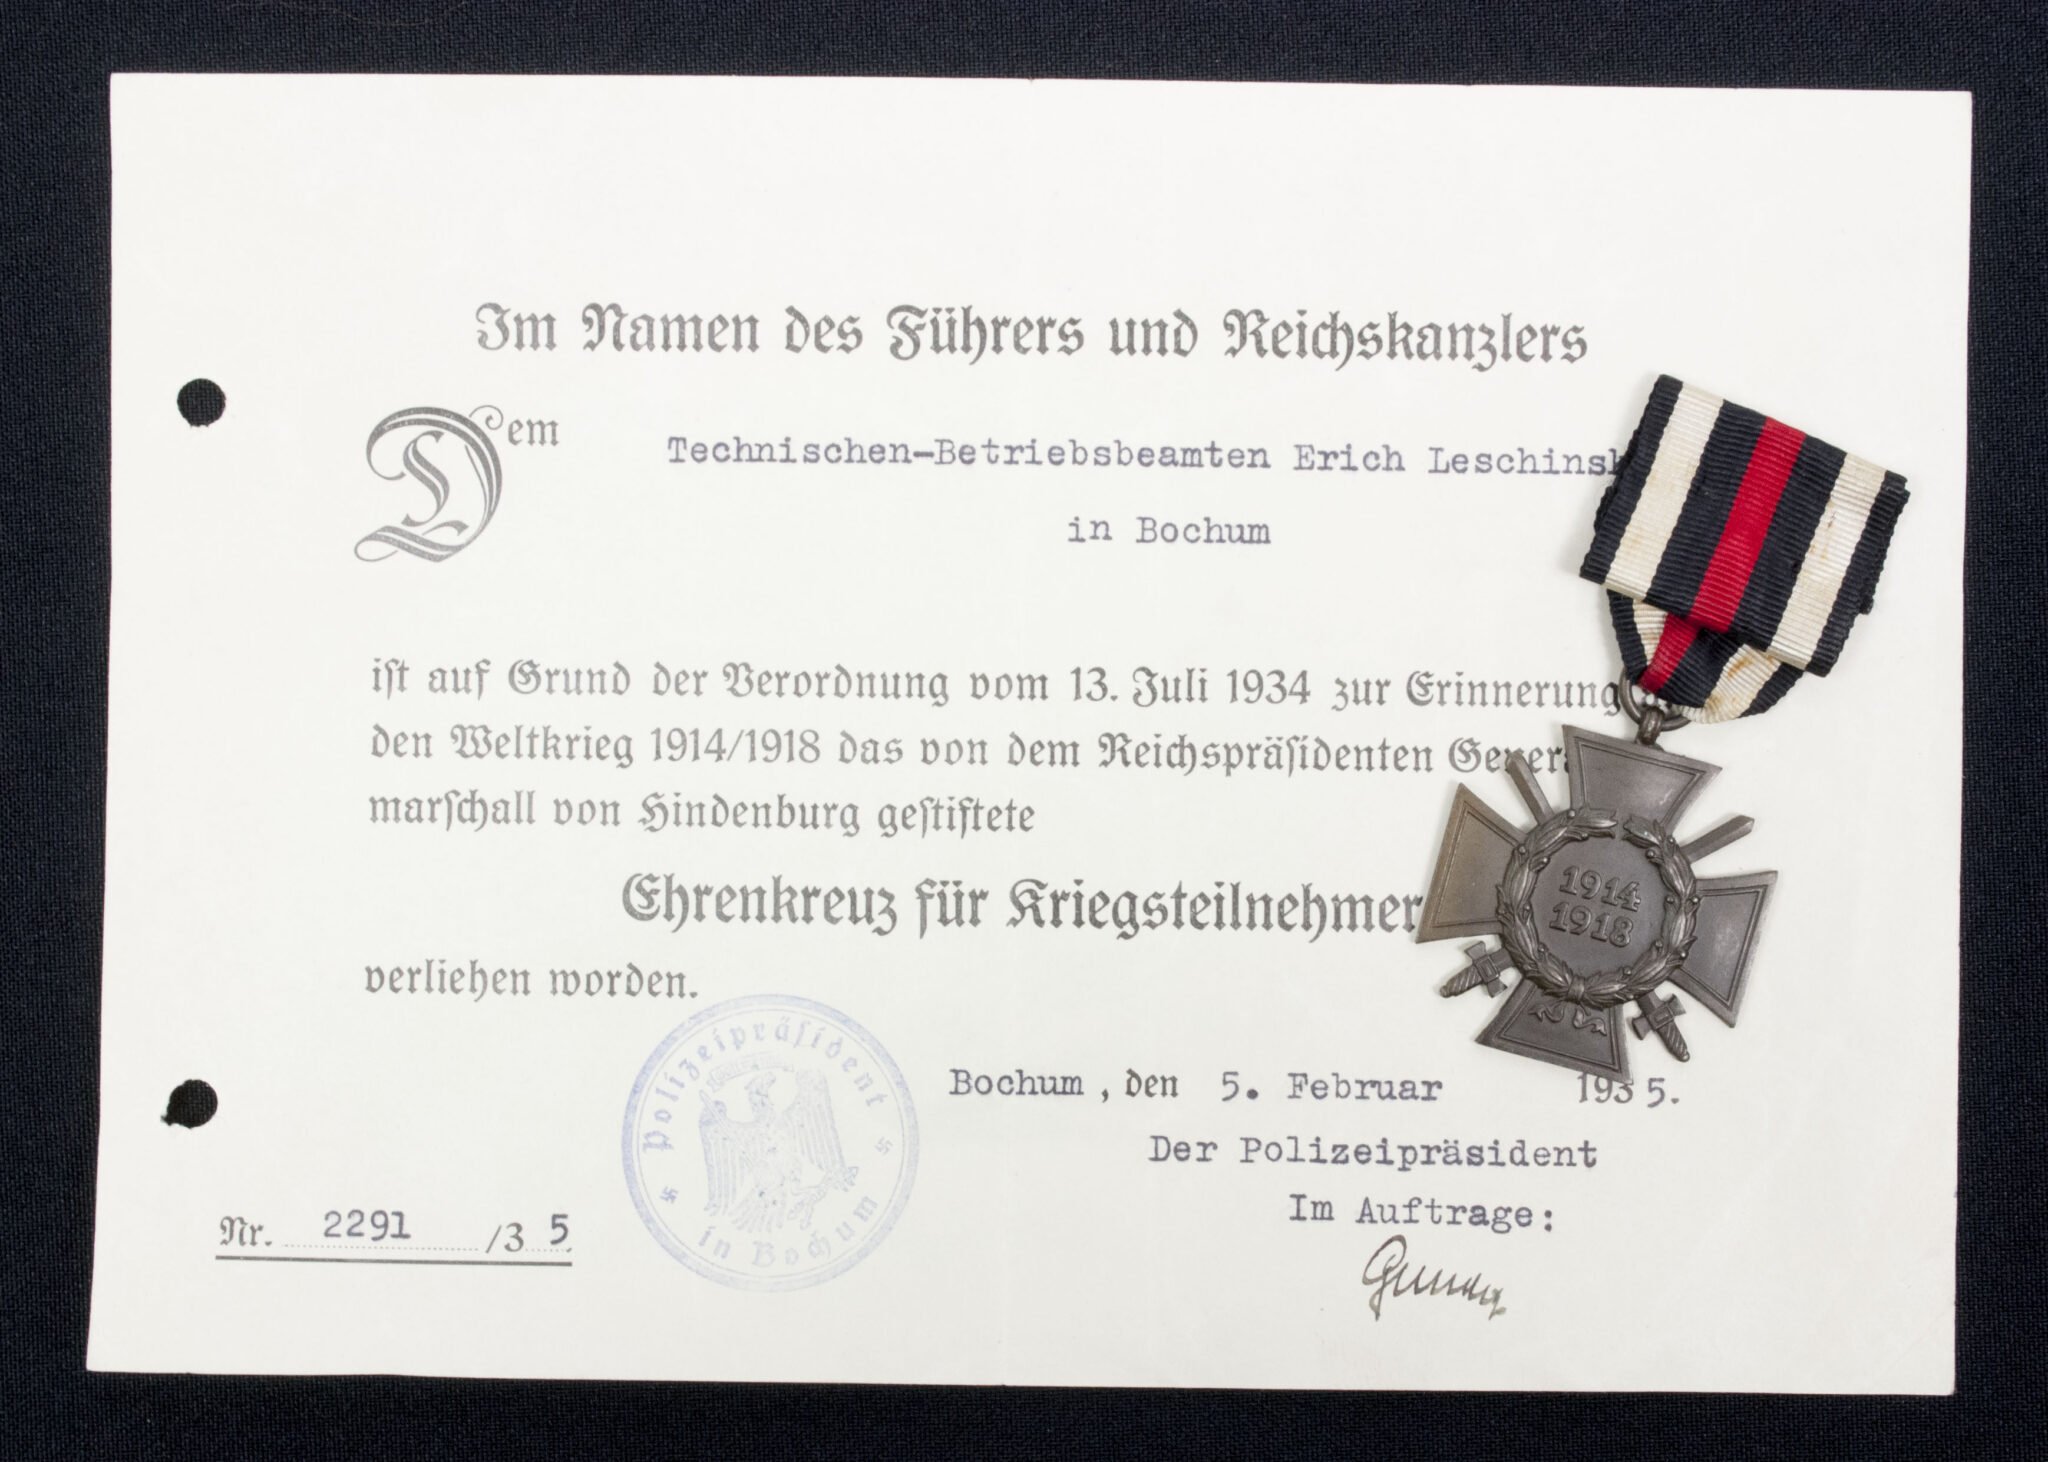 Im Namen des Führers und Reichskanzlers
Dem
Technischen-Betriebsbeamten Erich Leschinsk
in Bochum
ist auf Grund der Verordnung vom 13. Juli 1934 zur Erinnerung
den Weltkrieg 1914/1918 das von dem Reichspräsidenten Genera
marschall von Hindenburg gestiftete
Ehrenkreuz für Kriegsteilnehmer
verliehen worden.
1914
1918
Polizeipräsident
in Bochum
Bochum, den 5. Februar 1935.
Der Polizeipräsident
Im Auftrage:
Nr. 2291 /35.